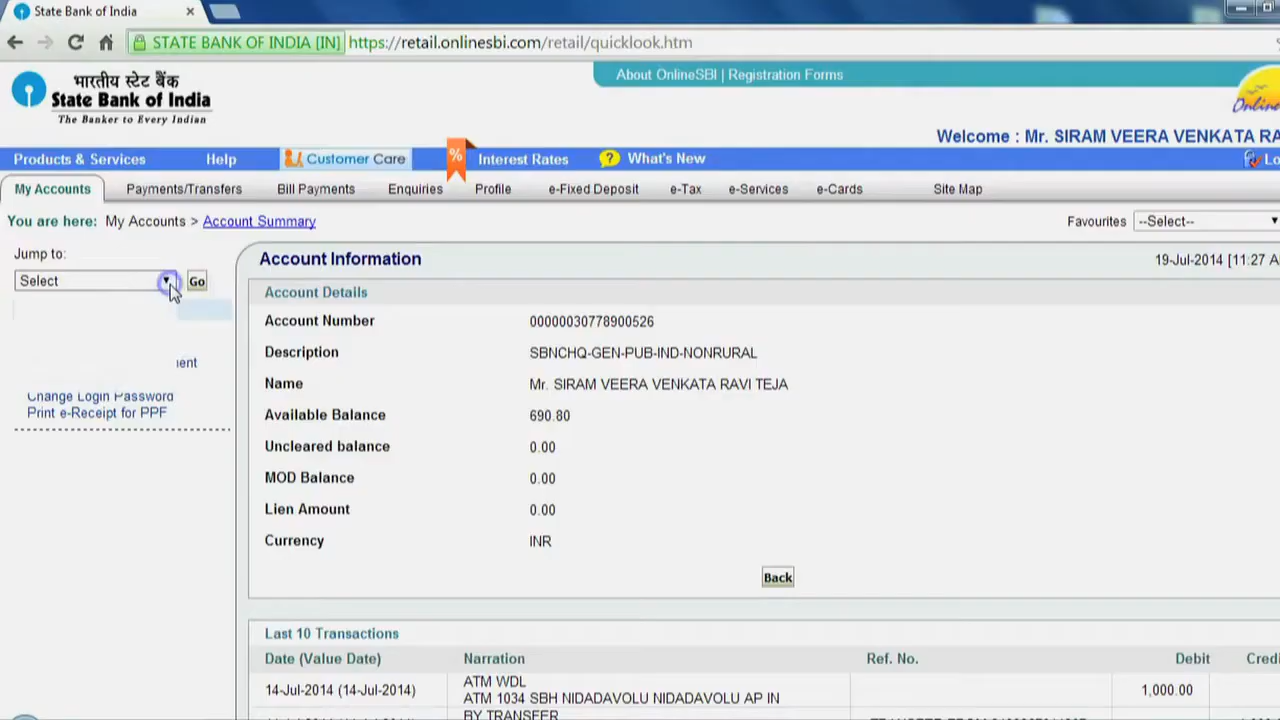 State Bank of India
STATE BANK OF INDIA [IN] https://retail.onlinesbi.com/retail/quicklook.htm
About OnlineSBI | Registration Forms
भारतीय स्टेट बैंक
State Bank of India
The Banker to Every Indian
Online
Welcome : Mr. SIRAM VEERA VENKATA RA
Products & Services Help Customer Care % Interest Rates ? What's New Lo
My Accounts Payments/Transfers Bill Payments Enquiries Profile e-Fixed Deposit e-Tax e-Services e-Cards Site Map
You are here: My Accounts > Account Summary Favourites --Select--
Jump to:
Select Go
ent
Change Login Password
Print e-Receipt for PPF
Account Information 19-Jul-2014 [11:27 A
Account Details
Account Number 00000030778900526
Description SBNCHQ-GEN-PUB-IND-NONRURAL
Name Mr. SIRAM VEERA VENKATA RAVI TEJA
Available Balance 690.80
Uncleared balance 0.00
MOD Balance 0.00
Lien Amount 0.00
Currency INR
Back
Last 10 Transactions
Date (Value Date) Narration Ref. No. Debit Credi
14-Jul-2014 (14-Jul-2014) ATM WDL 1,000.00
ATM 1034 SBH NIDADAVOLU NIDADAVOLU AP IN
BY TRANSFER